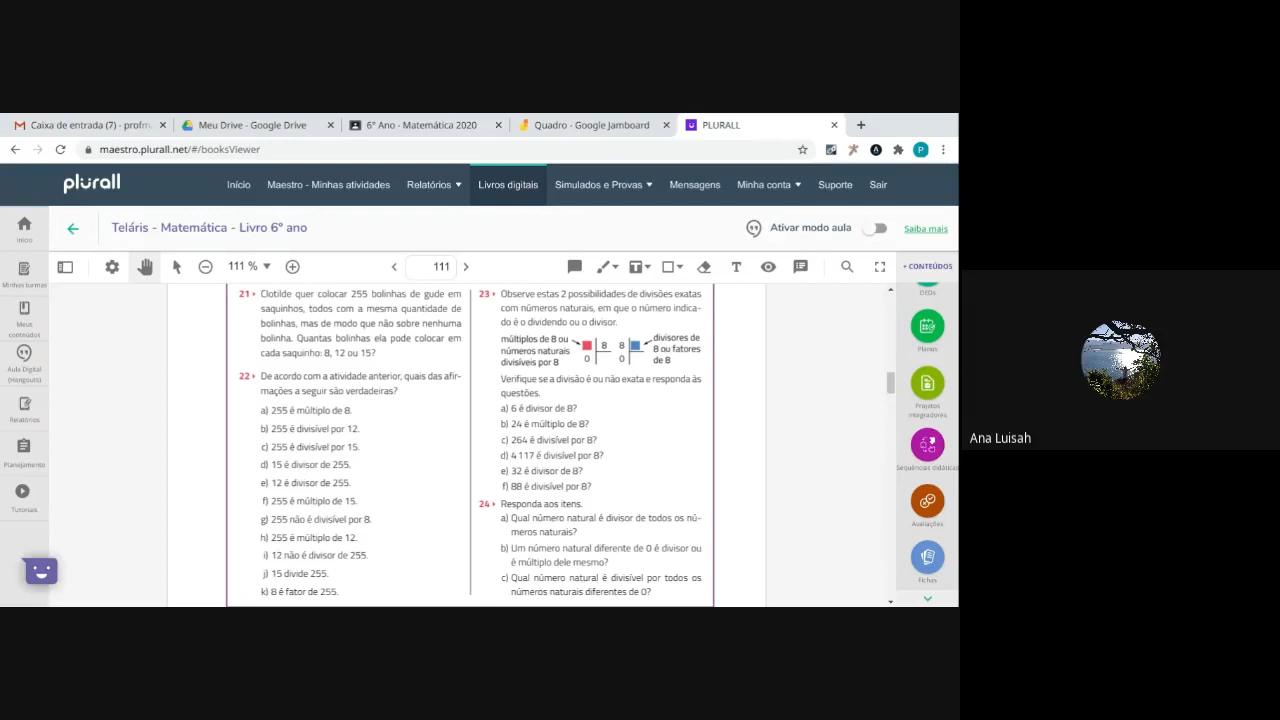 Caixa de entrada (7) - profm
Meu Drive - Google Drive
6º Ano - Matemática 2020
Quadro - Google Jamboard
PLURALL
maestro.plurall.net/#/booksViewer
P
plurall
Início
Maestro - Minhas atividades
Relatórios
Livros digitais
Simulados e Provas
Mensagens
Minha conta
Suporte
Sair
Teláris - Matemática - Livro 6º ano
Ativar modo aula
Saiba mais
111 %
111
+ CONTEÚDOS
Início
Minhas turmas
Meus
conteúdos
Aula Digital
(Hangouts)
Relatórios
Planejamento
Tutoriais
21 Clotilde quer colocar 255 bolinhas de gude em
saquinhos, todos com a mesma quantidade de
bolinhas, mas de modo que não sobre nenhuma
bolinha. Quantas bolinhas ela pode colocar em
cada saquinho: 8, 12 ou 15?
22 De acordo com a atividade anterior, quais das afir-
mações a seguir são verdadeiras?
a) 255 é múltiplo de 8.
b) 255 é divisível por 12.
c) 255 é divisível por 15.
d) 15 é divisor de 255.
e) 12 é divisor de 255.
f) 255 é múltiplo de 15.
g) 255 não é divisível por 8.
h) 255 é múltiplo de 12.
i) 12 não é divisor de 255.
j) 15 divide 255.
k) 8 é fator de 255.
23 Observe estas 2 possibilidades de divisões exatas
com números naturais, em que o número indica-
do é o dividendo ou o divisor.
múltiplos de 8 ou
números naturais
divisíveis por 8
8
0
8
0
divisores de
8 ou fatores
de 8
Verifique se a divisão é ou não exata e responda às
questões.
a) 6 é divisor de 8?
b) 24 é múltiplo de 8?
c) 264 é divisível por 8?
d) 4 117 é divisível por 8?
e) 32 é divisor de 8?
f) 88 é divisível por 8?
24 Responda aos itens.
a) Qual número natural é divisor de todos os nú-
meros naturais?
b) Um número natural diferente de 0 é divisor ou
é múltiplo dele mesmo?
c) Qual número natural é divisível por todos os
números naturais diferentes de 0?
OEDs
Planus
Projetos
Integradores
Sequências didátic
Avaliações
Fichas
Ana Luisah